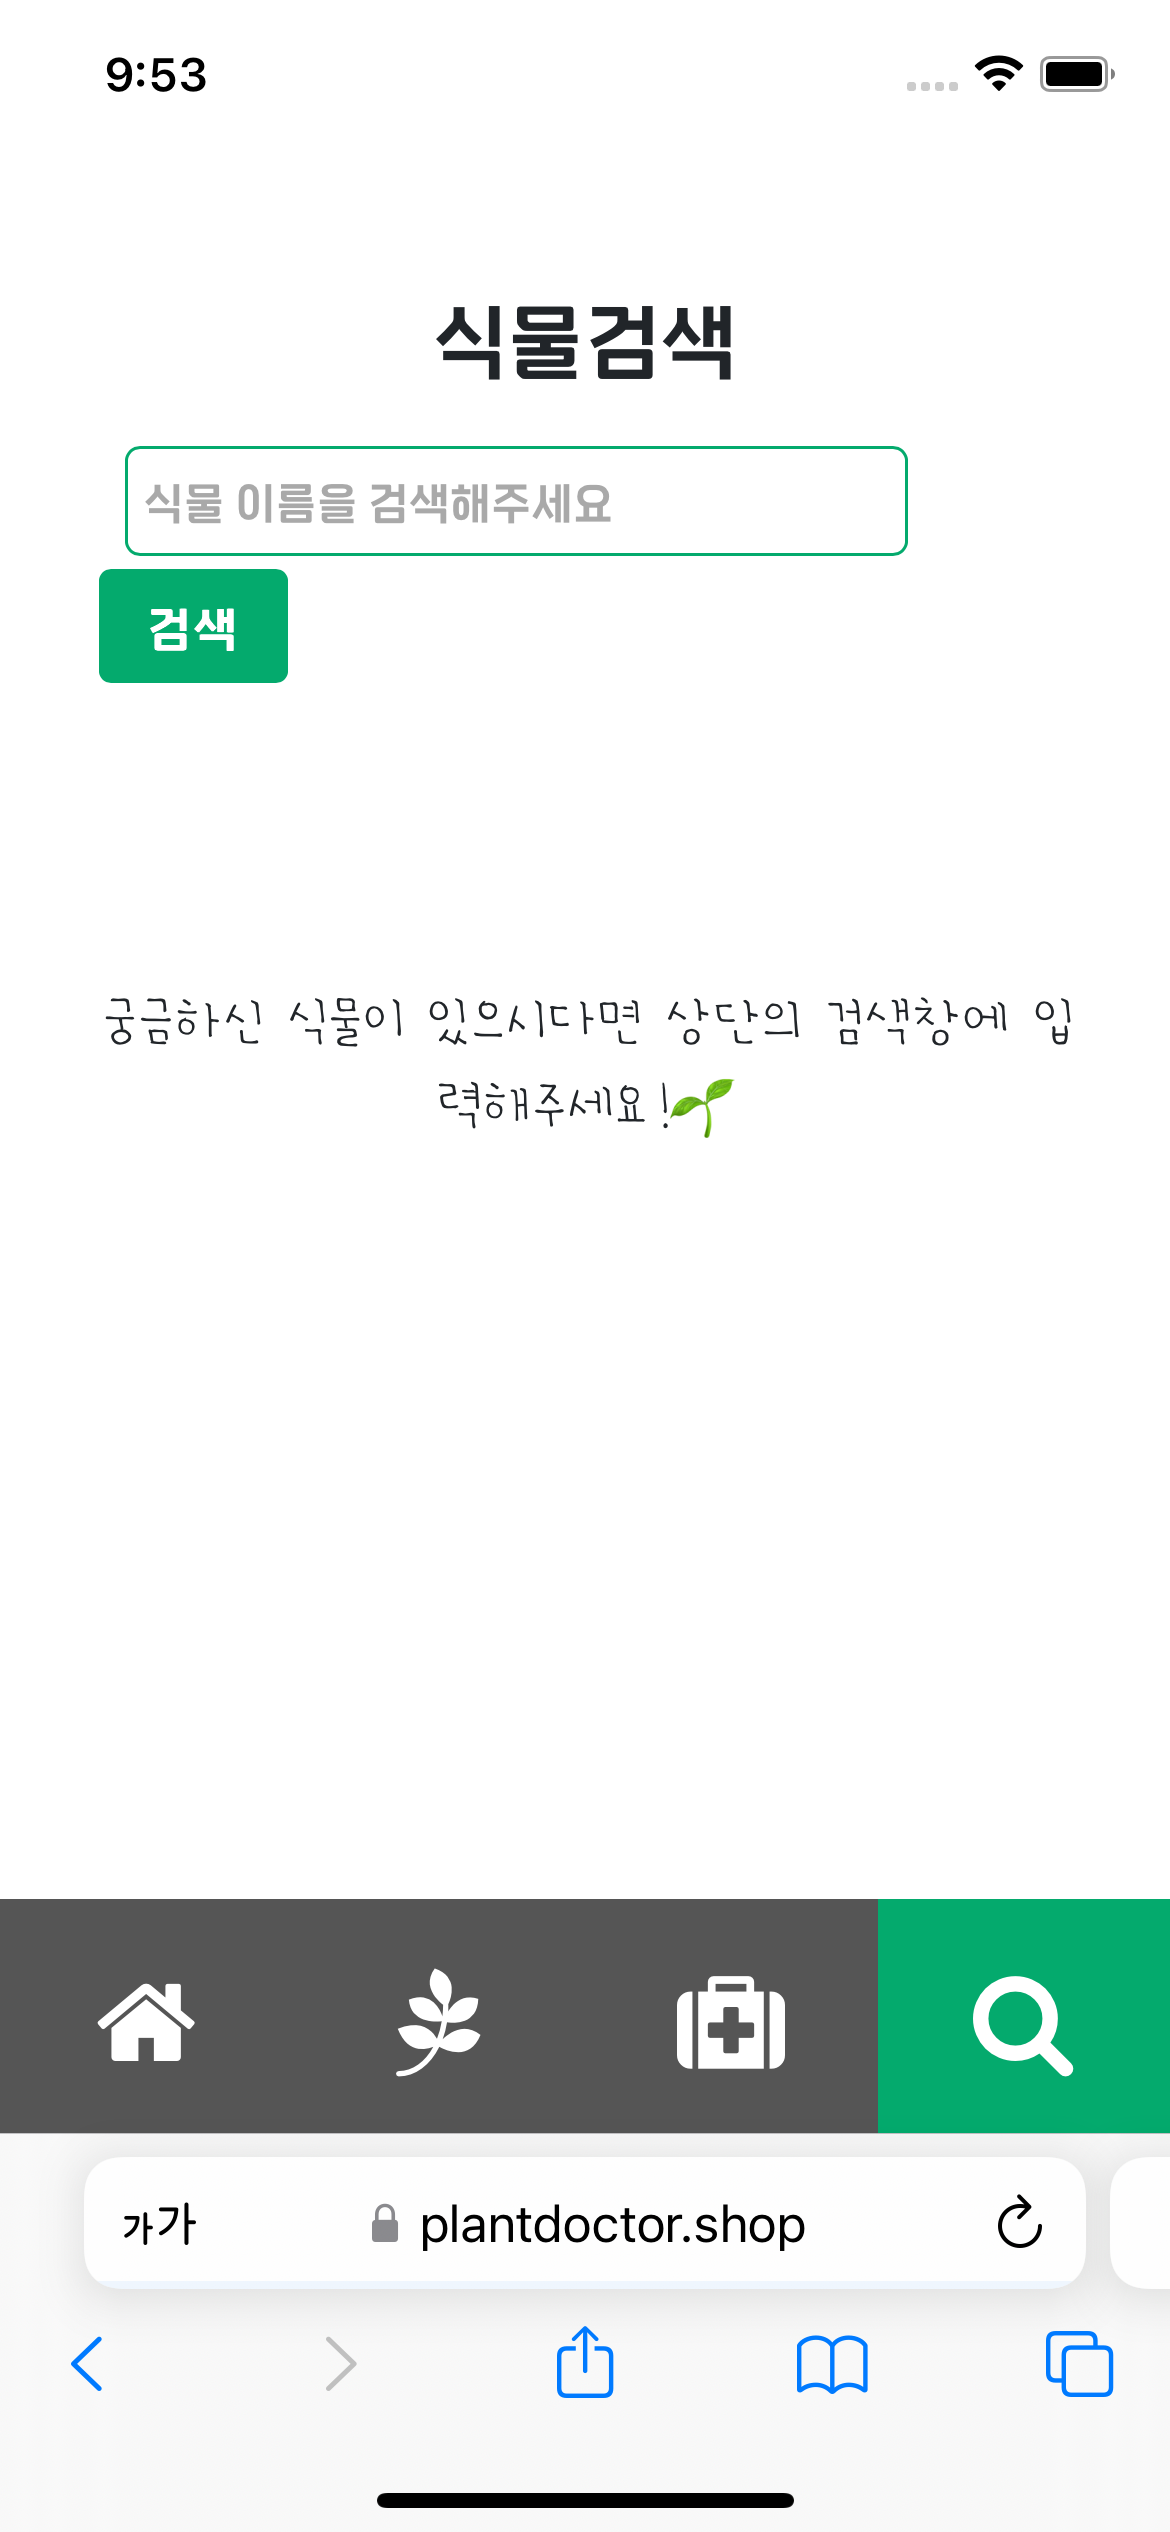 9:53
식물검색
식물 이름을 검색해주세요
검색
궁금하신 식물이 있으시다면 상단의 검색창에 입
력해주세요!🌱
가가
plantdoctor.shop